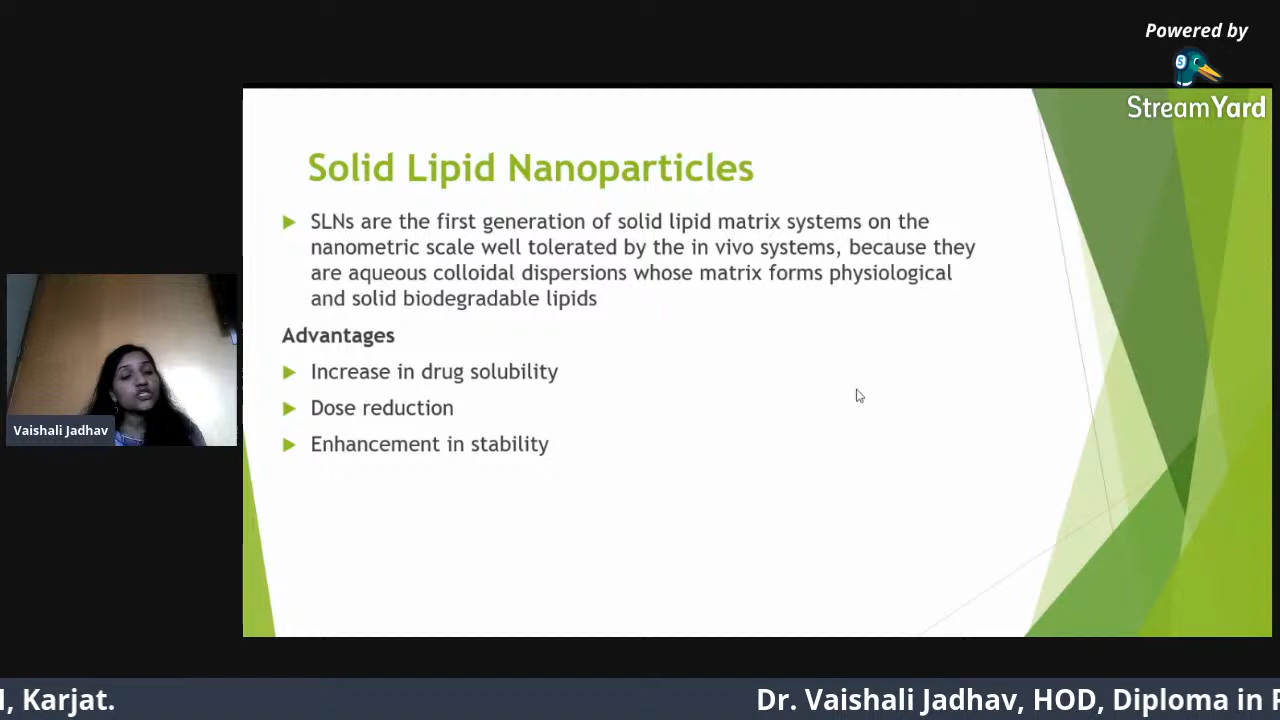 Powered by
StreamYard
Solid Lipid Nanoparticles
SLNs are the first generation of solid lipid matrix systems on the
nanometric scale well tolerated by the in vivo systems, because they
are aqueous colloidal dispersions whose matrix forms physiological
and solid biodegradable lipids
Advantages
Increase in drug solubility
Dose reduction
Enhancement in stability
Vaishali Jadhav
, Karjat.
Dr. Vaishali Jadhav, HOD, Diploma in